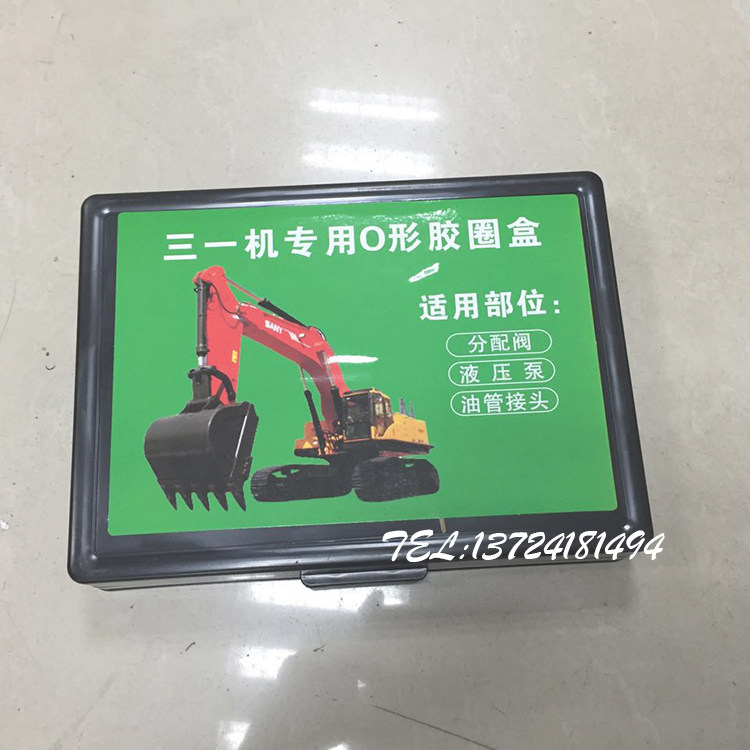 三一机专用O形胶圈盒
适用部位：
分配阀
液压泵
油管接头
SANY
TEL:13724181494